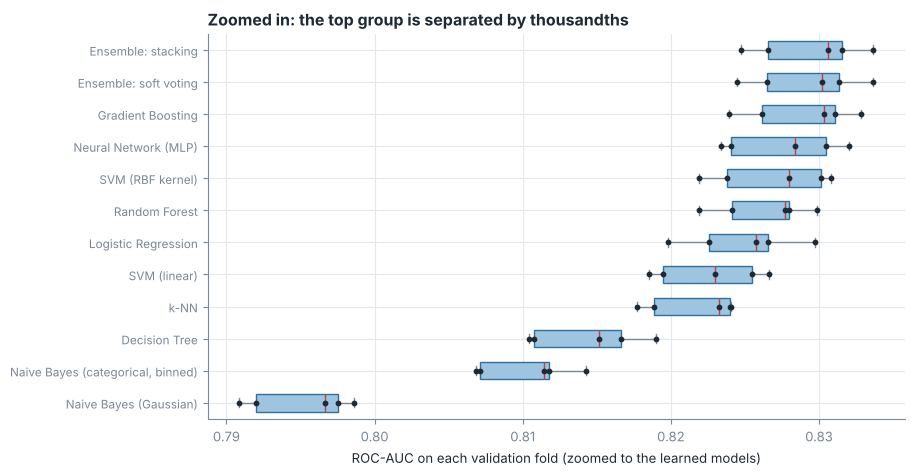 Zoomed in: the top group is separated by thousandths
Ensemble: stacking
Ensemble: soft voting
Gradient Boosting
Neural Network (MLP)
SVM (RBF kernel)
Random Forest
Logistic Regression
SVM (linear)
k-NN
Decision Tree
Naive Bayes (categorical, binned)
Naive Bayes (Gaussian)
0.79 0.80 0.81 0.82 0.83
ROC-AUC on each validation fold (zoomed to the learned models)